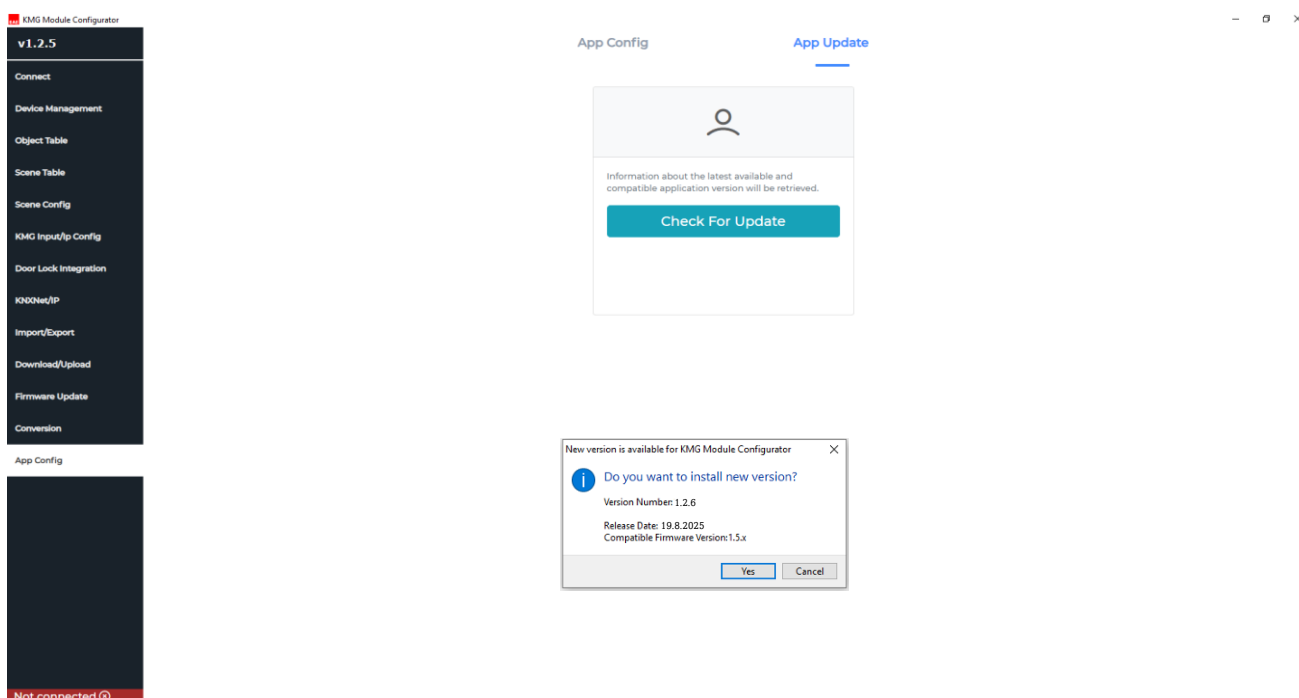 KMG Module Configurator
v1.2.5
Connect
Device Management
Object Table
Scene Table
Scene Config
KMG Input/Ip Config
Door Lock Integration
KNXNet/IP
Import/Export
Download/Upload
Firmware Update
Conversion
App Config
Not connected
App Config
App Update
Information about the latest available and
compatible application version will be retrieved.
Check For Update
New version is available for KMG Module Configurator
Do you want to install new version?
Version Number: 1.2.6
Release Date: 19.8.2025
Compatible Firmware Version:1.5.x
Yes
Cancel